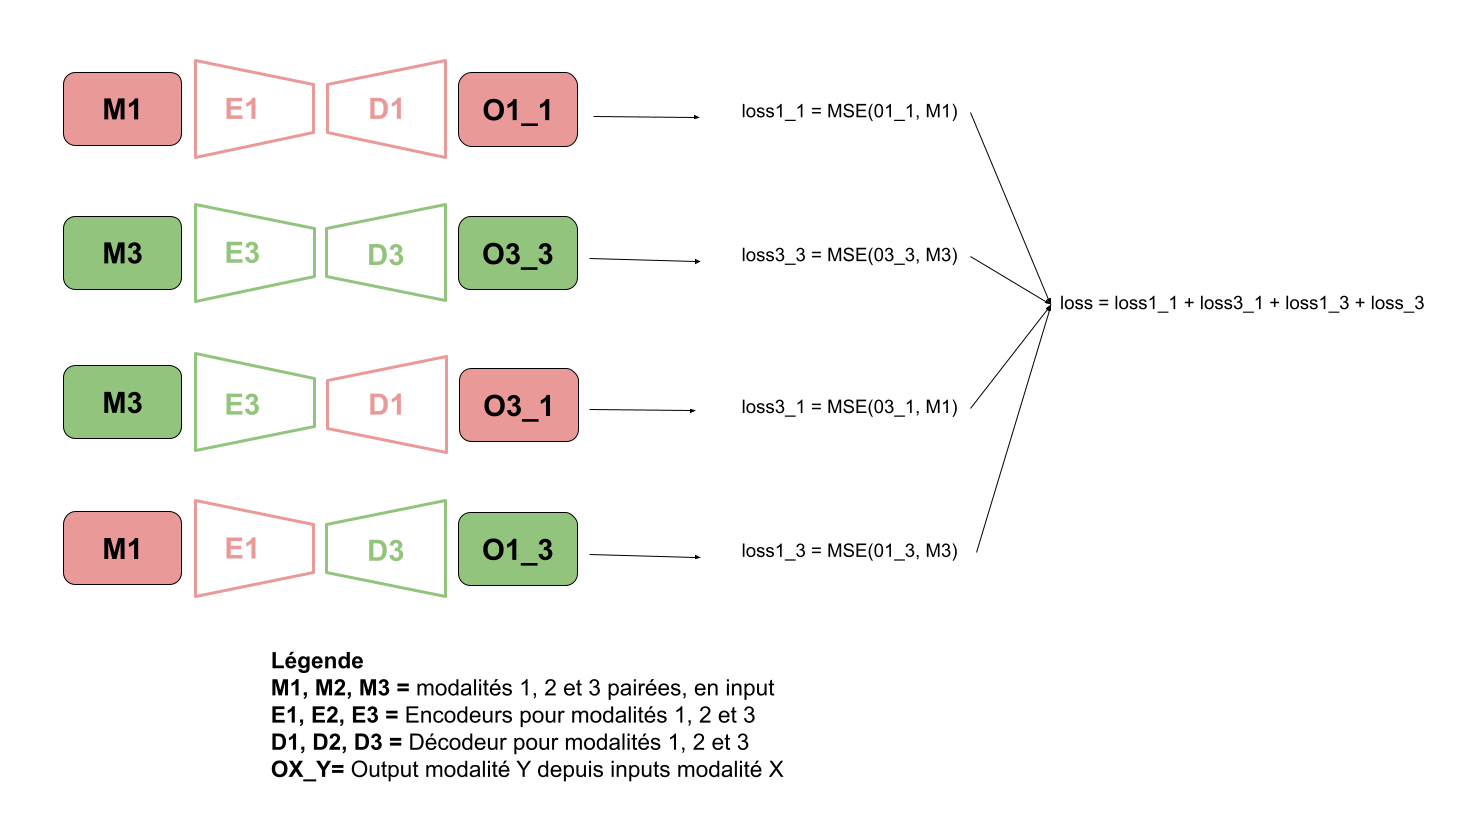 M1 E1 D1 O1_1 loss1_1 = MSE(01_1, M1)
M3 E3 D3 O3_3 loss3_3 = MSE(03_3, M3)
loss = loss1_1 + loss3_1 + loss1_3 + loss_3
M3 E3 D1 O3_1 loss3_1 = MSE(03_1, M1)
M1 E1 D3 O1_3 loss1_3 = MSE(01_3, M3)
Légende
M1, M2, M3 = modalités 1, 2 et 3 pairées, en input
E1, E2, E3 = Encodeurs pour modalités 1, 2 et 3
D1, D2, D3 = Décodeur pour modalités 1, 2 et 3
OX_Y= Output modalité Y depuis inputs modalité X